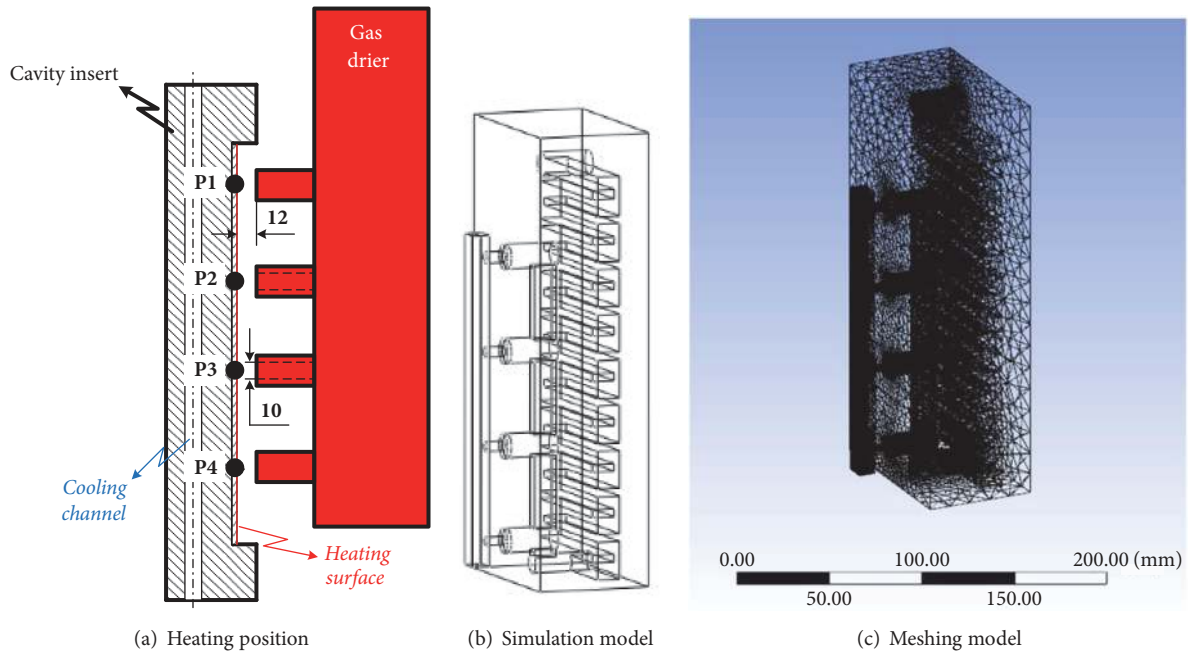 Gas
drier
Cavity insert
P1
12
P2
P3
10
P4
Cooling
channel
Heating
surface
(a) Heating position
(b) Simulation model
0.00
100.00
200.00 (mm)
50.00
150.00
(c) Meshing model